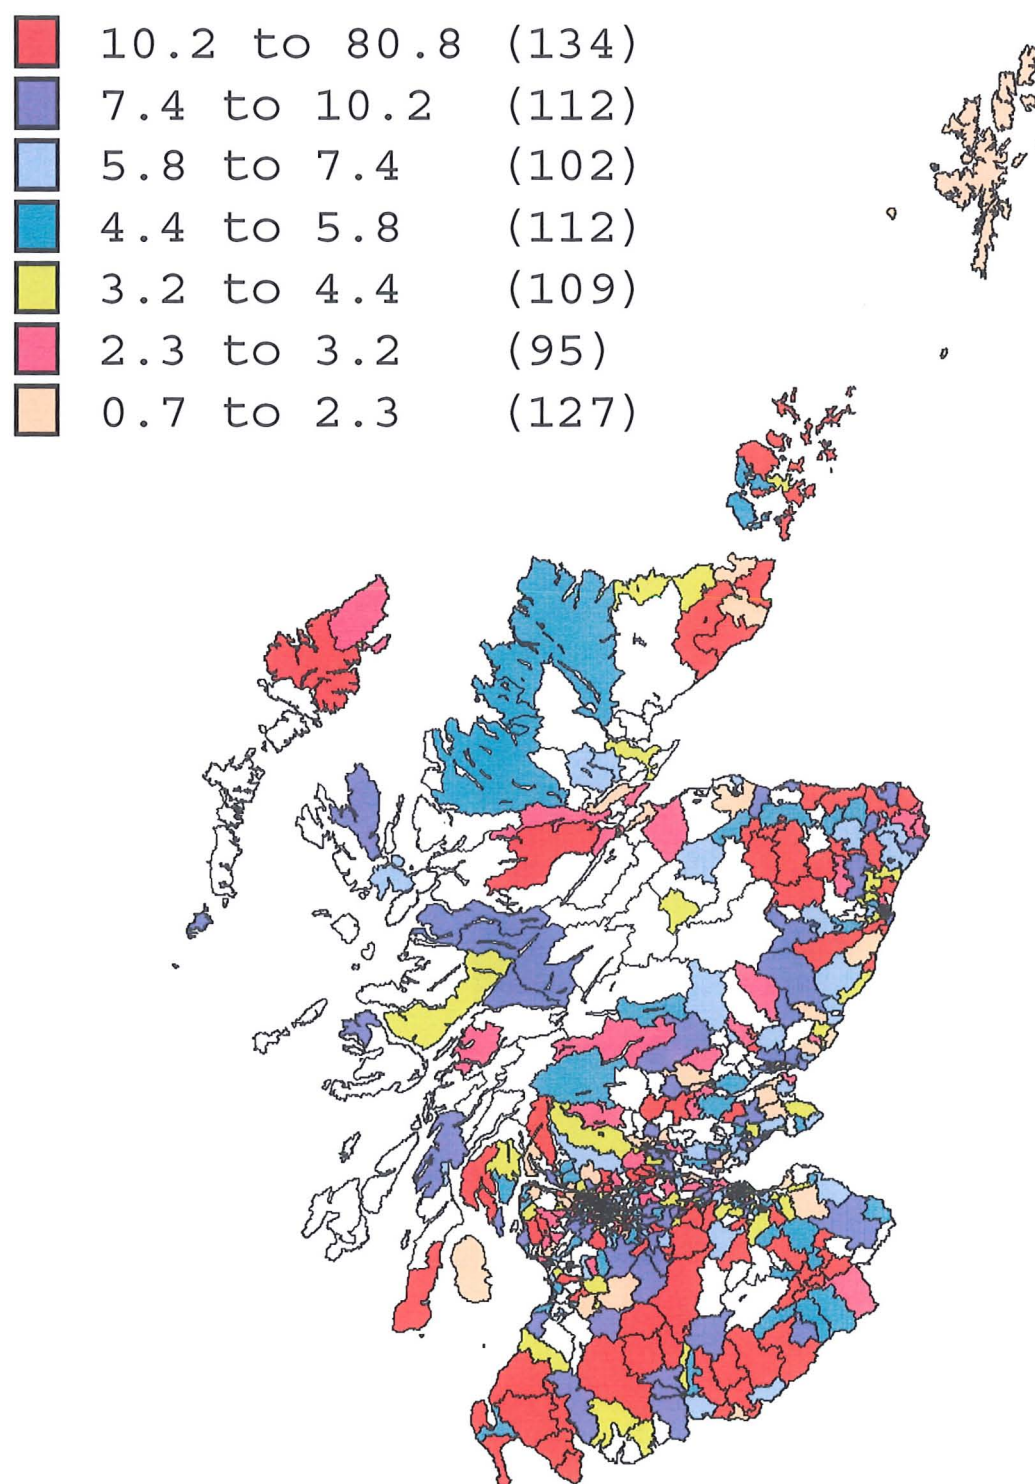 10.2 to 80.8 (134)
7.4 to 10.2 (112)
5.8 to 7.4 (102)
4.4 to 5.8 (112)
3.2 to 4.4 (109)
2.3 to 3.2 (95)
0.7 to 2.3 (127)